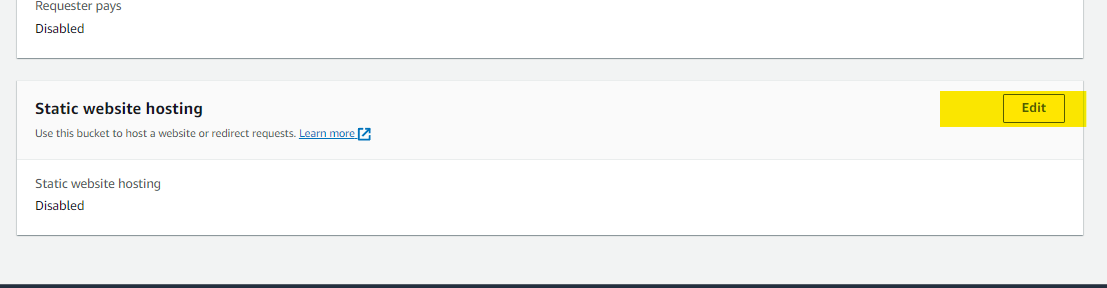 Requester pays
Disabled
Static website hosting
Edit
Use this bucket to host a website or redirect requests. Learn more
Static website hosting
Disabled